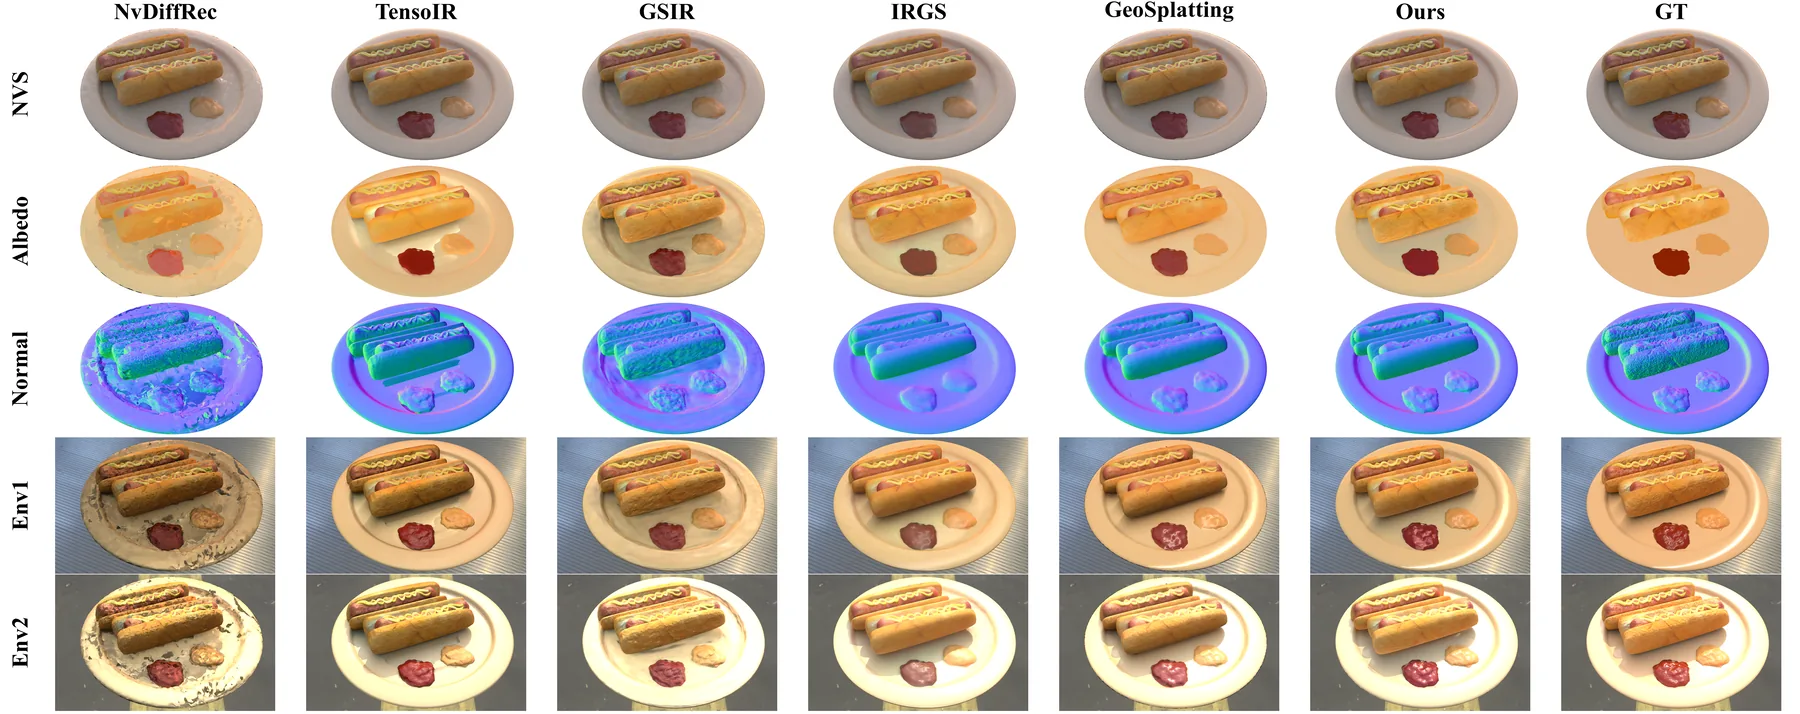 NvDiffRec TensoIR GSIR IRGS GeoSplatting Ours GT
NVS
Albedo
Normal
Env1
Env2